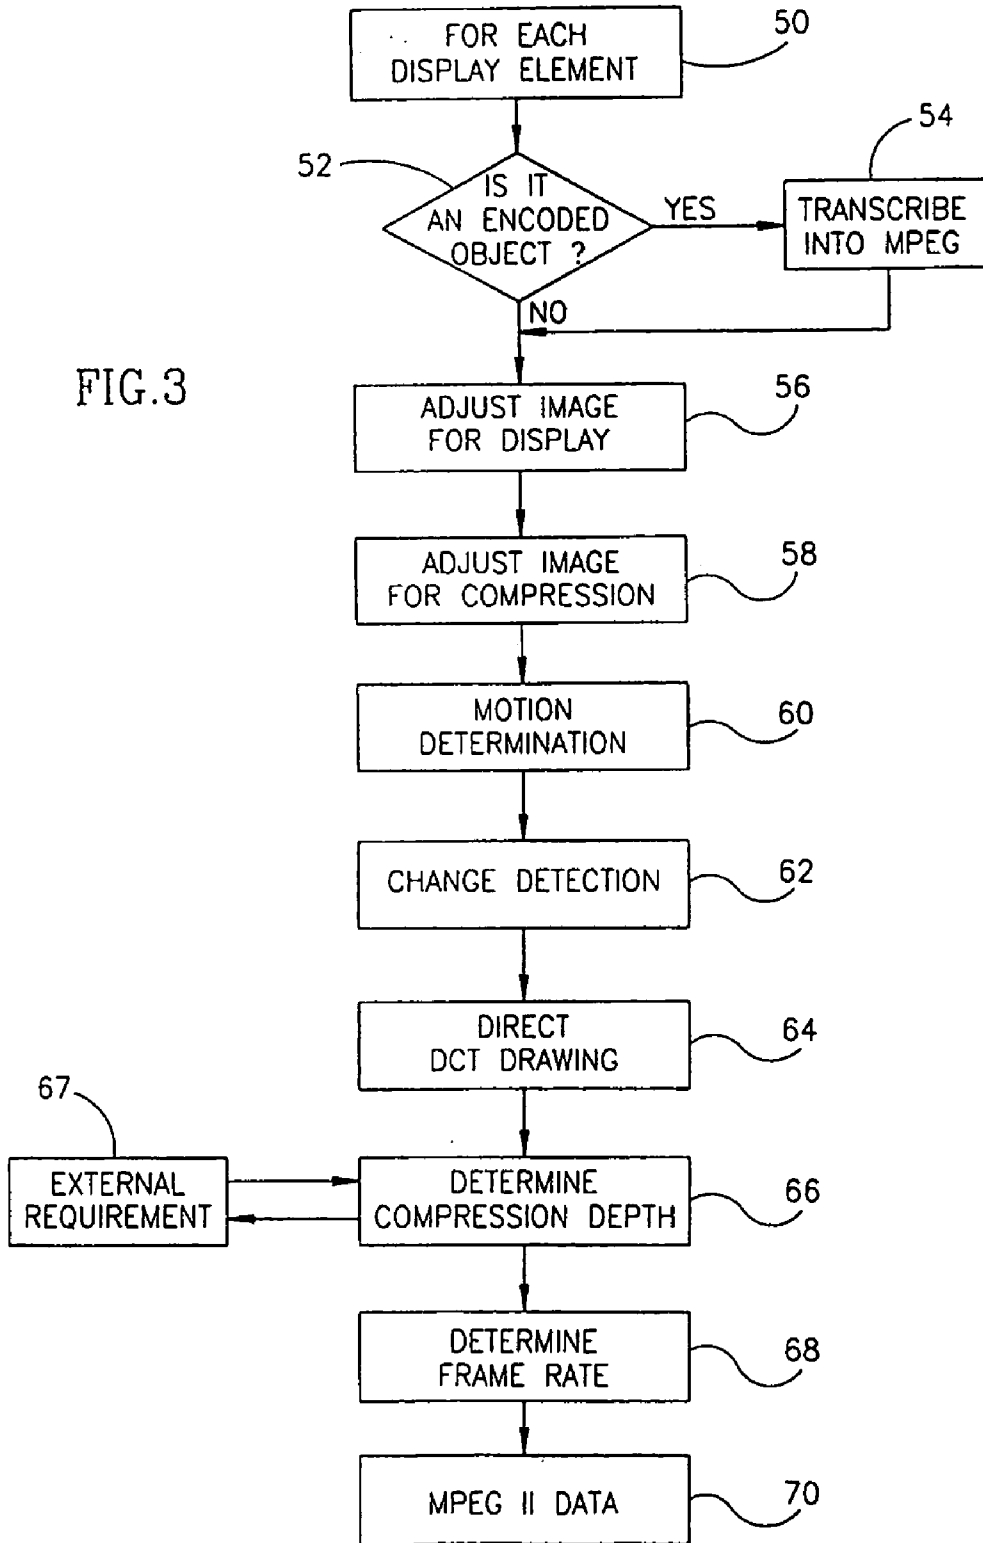 FOR EACH
DISPLAY ELEMENT
50
52
IS IT
AN ENCODED
OBJECT ?
YES
54
TRANSCRIBE
INTO MPEG
NO
FIG.3
ADJUST IMAGE
FOR DISPLAY
56
ADJUST IMAGE
FOR COMPRESSION
58
MOTION
DETERMINATION
60
CHANGE DETECTION
62
DIRECT
DCT DRAWING
64
67
EXTERNAL
REQUIREMENT
DETERMINE
COMPRESSION DEPTH
66
DETERMINE
FRAME RATE
68
MPEG II DATA
70